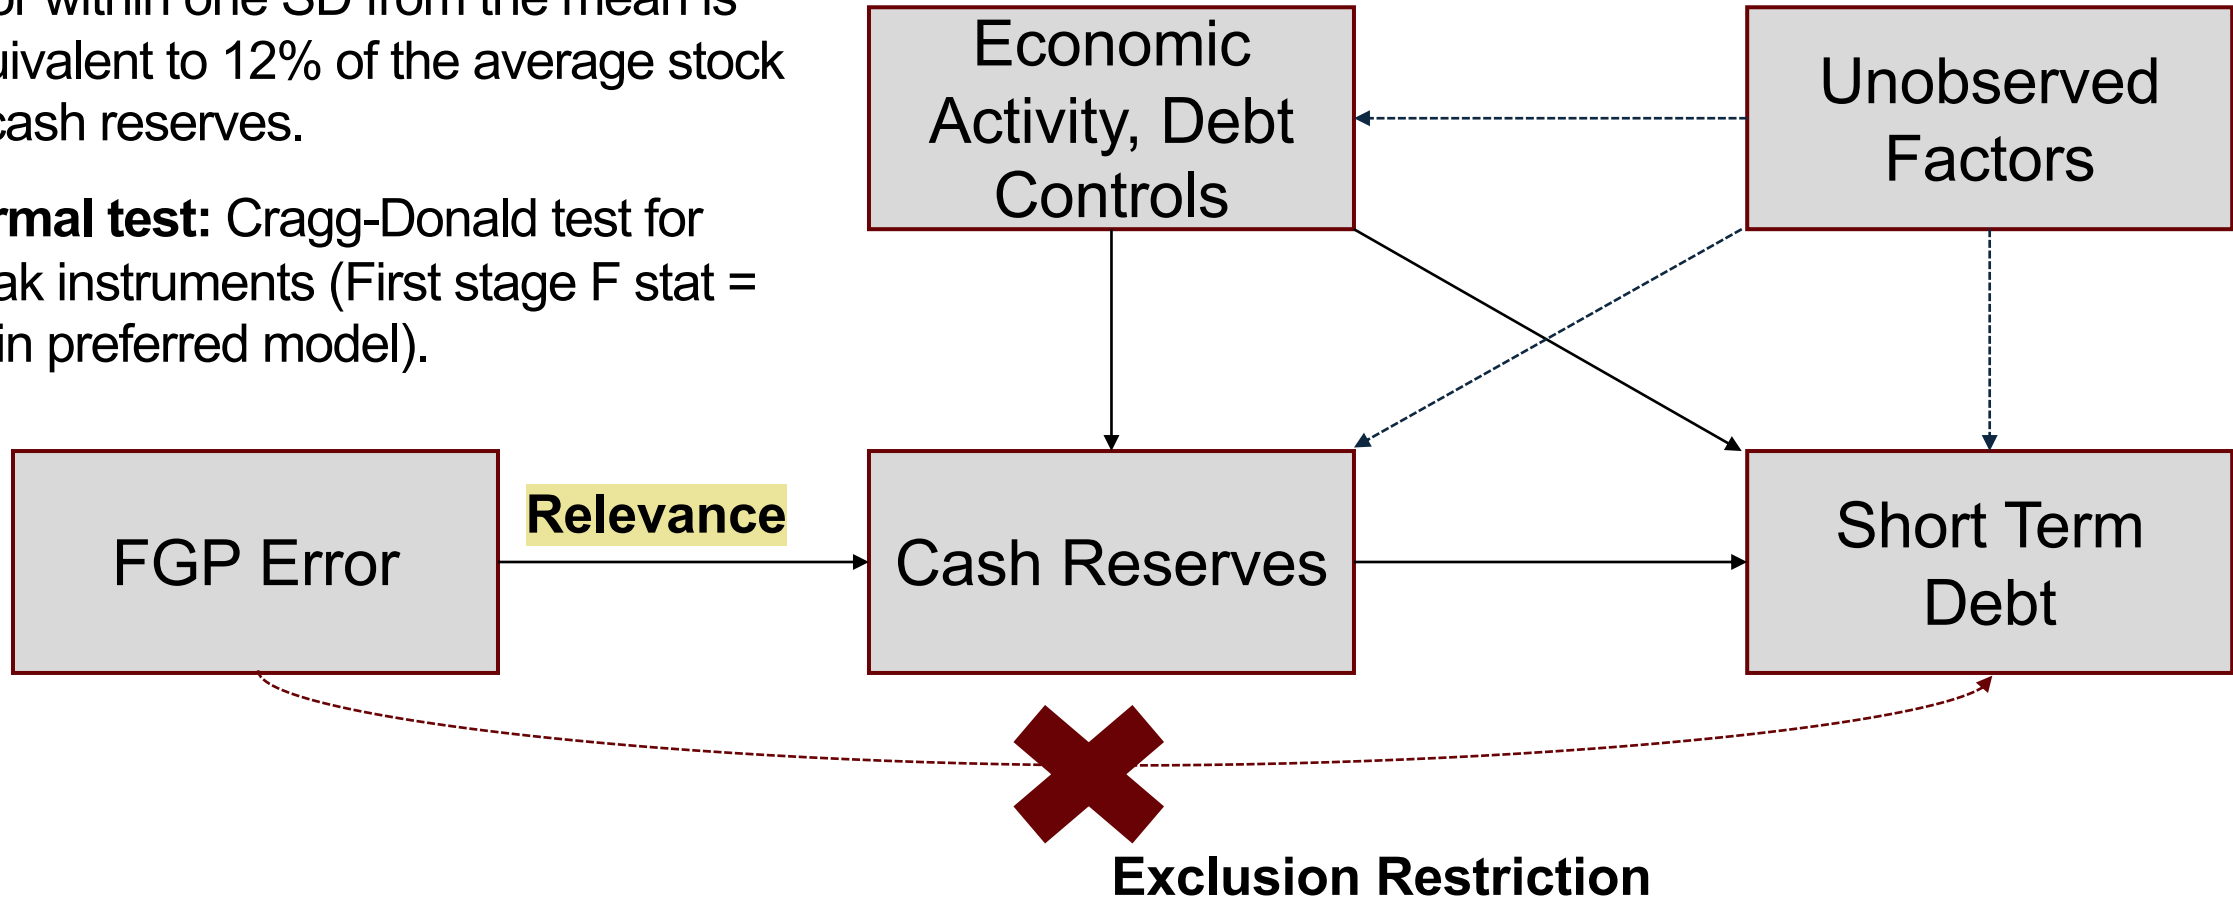 or within one SD from the mean is
uivalent to 12% of the average stock
cash reserves.
rmal test: Cragg-Donald test for
ak instruments (First stage F stat =
in preferred model).
Economic
Activity, Debt
Controls
Unobserved
Factors
FGP Error
Relevance
Cash Reserves
Short Term
Debt
Exclusion Restriction